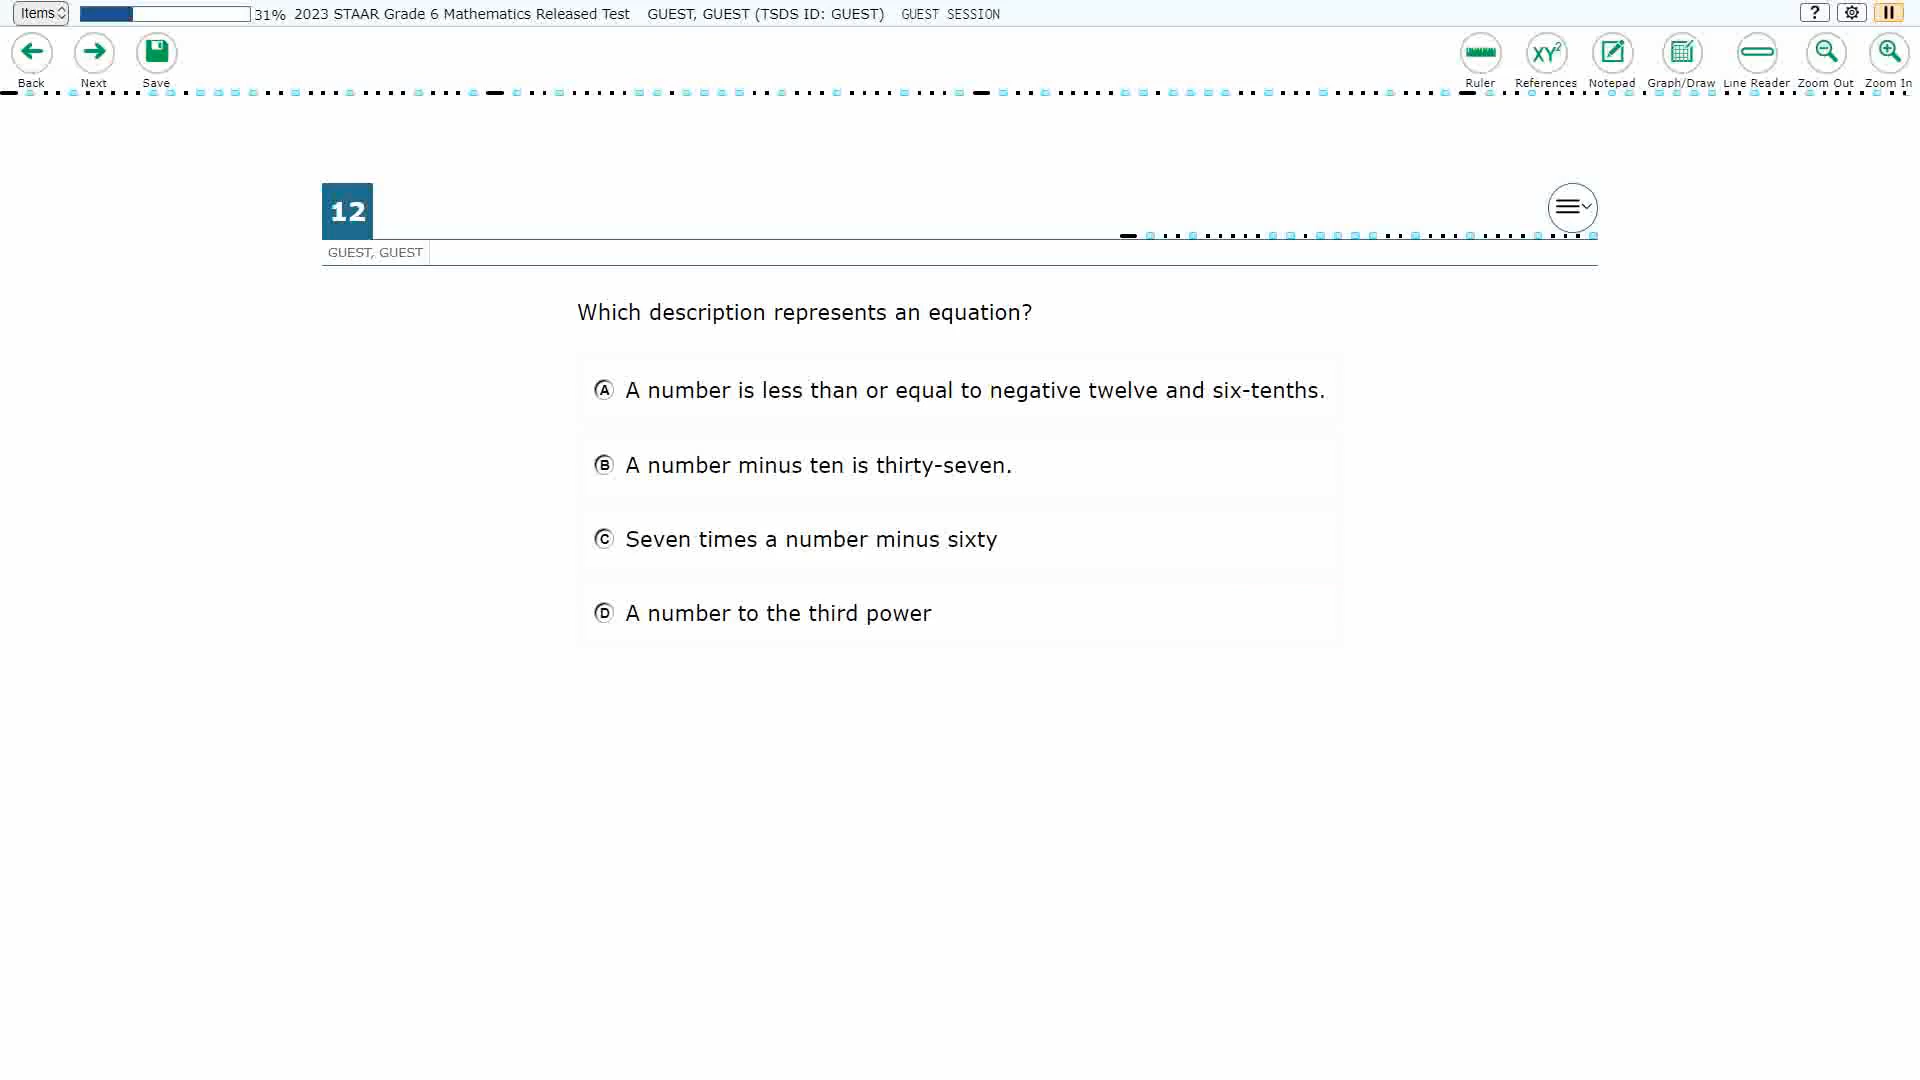 Items 31% 2023 STAAR Grade 6 Mathematics Released Test GUEST, GUEST (TSDS ID: GUEST) GUEST SESSION ?
Back Next Save XY² Ruler References Notepad Graph/Draw Line Reader Zoom Out Zoom In
12
GUEST, GUEST
Which description represents an equation?
A A number is less than or equal to negative twelve and six-tenths.
B A number minus ten is thirty-seven.
C Seven times a number minus sixty
D A number to the third power